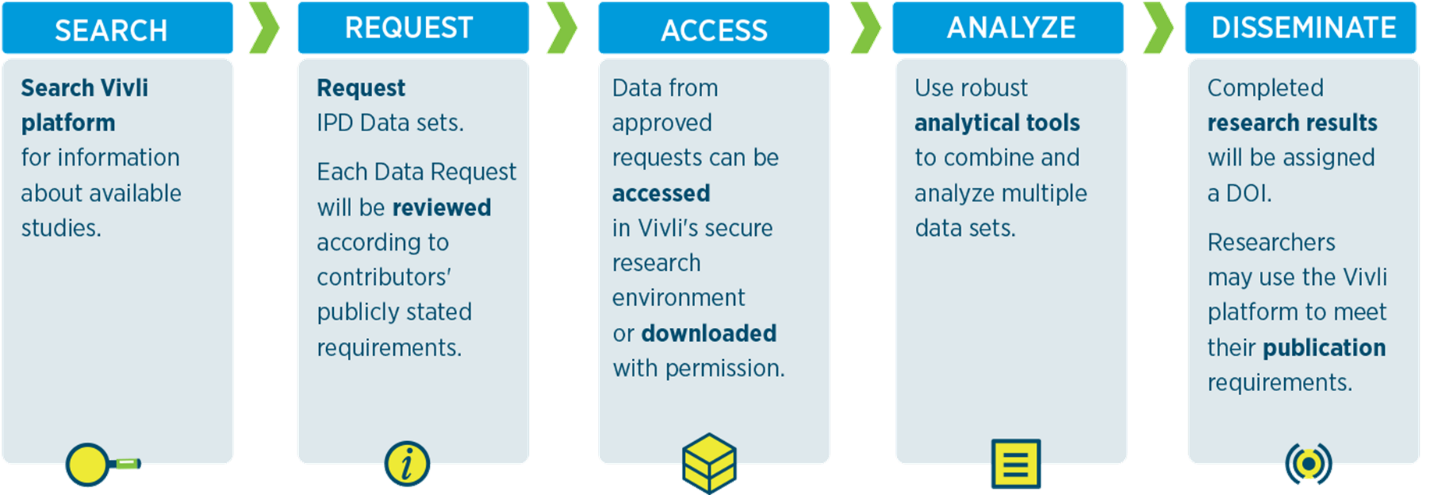 SEARCH
Search Vivli
platform
for information
about available
studies.
REQUEST
Request
IPD Data sets.
Each Data Request
will be reviewed
according to
contributors'
publicly stated
requirements.
ACCESS
Data from
approved
requests can be
accessed
in Vivli's secure
research
environment
or downloaded
with permission.
ANALYZE
Use robust
analytical tools
to combine and
analyze multiple
data sets.
DISSEMINATE
Completed
research results
will be assigned
a DOI.
Researchers
may use the Vivli
platform to meet
their publication
requirements.
i